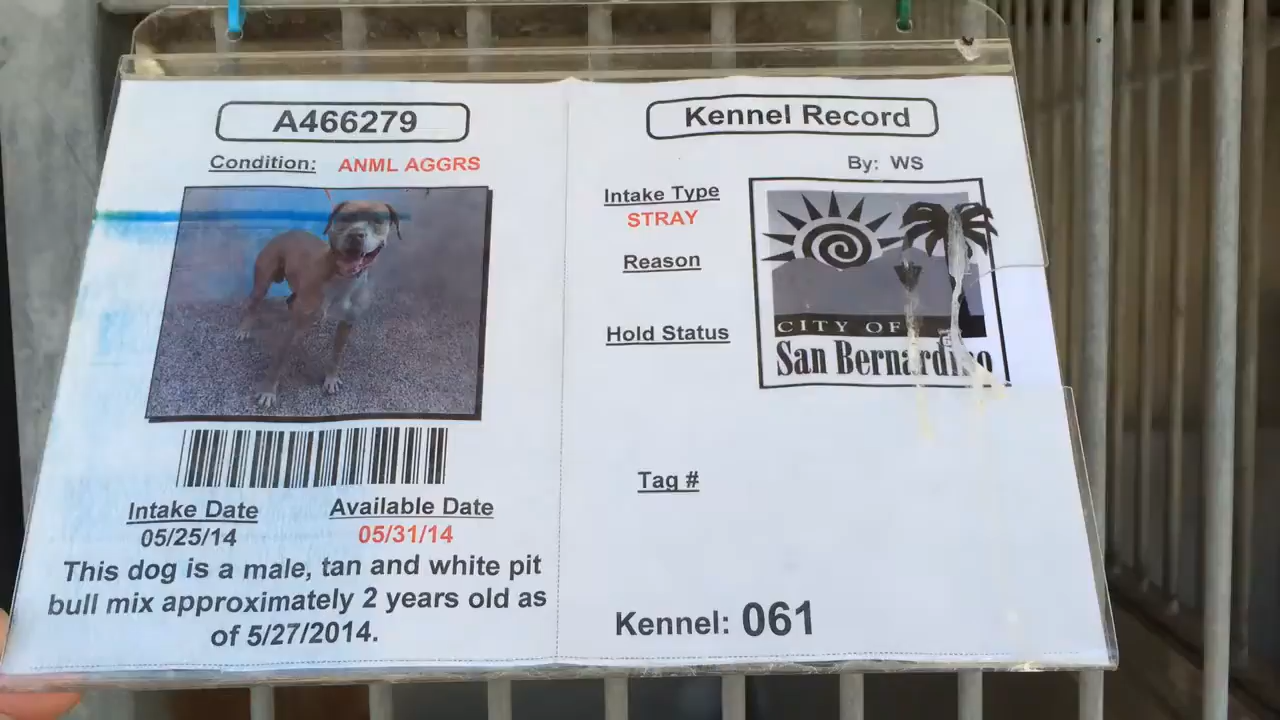 A466279
Condition: ANML AGGRS
Intake Date
05/25/14
Available Date
05/31/14
This dog is a male, tan and white pit
bull mix approximately 2 years old as
of 5/27/2014.
Kennel Record
By: WS
Intake Type
STRAY
Reason
Hold Status
CITY OF
San Bernardino
Tag #
Kennel: 061